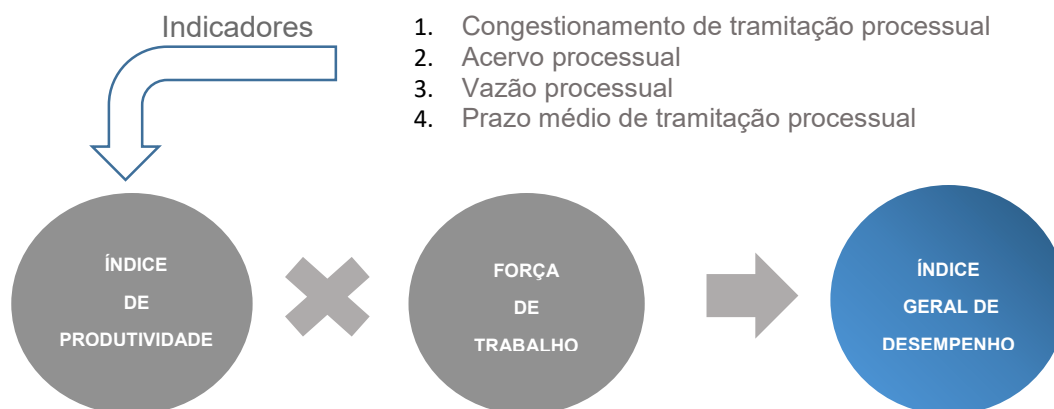 Indicadores
1. Congestionamento de tramitação processual
2. Acervo processual
3. Vazão processual
4. Prazo médio de tramitação processual
ÍNDICE
DE
PRODUTIVIDADE
FORÇA
DE
TRABALHO
ÍNDICE
GERAL DE
DESEMPENHO